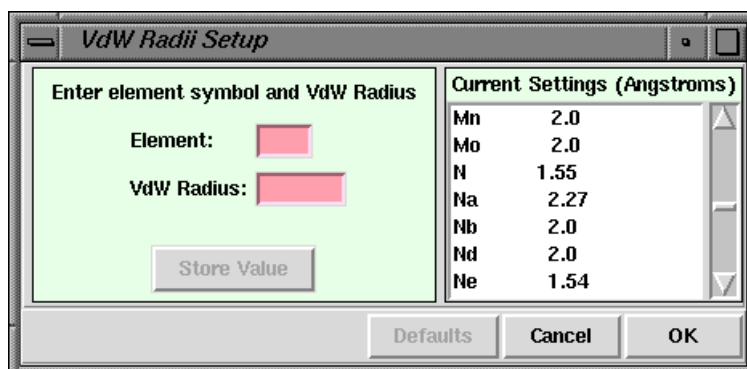 VdW Radii Setup
Enter element symbol and VdW Radius
Element:
VdW Radius:
Store Value
Current Settings (Angstroms)
Mn 2.0
Mo 2.0
N 1.55
Na 2.27
Nb 2.0
Nd 2.0
Ne 1.54
Defaults Cancel OK